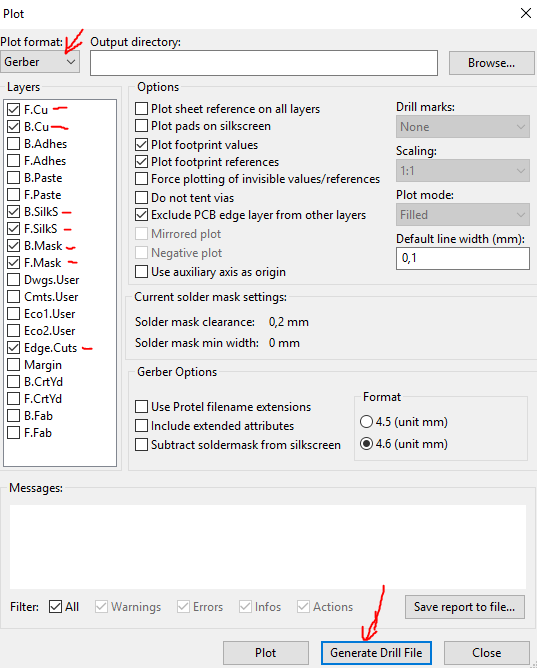 Plot
Plot format:
Output directory:
Gerber
Browse...
Layers
F.Cu
B.Cu
B.Adhes
F.Adhes
B.Paste
F.Paste
B.SilkS
F.SilkS
B.Mask
F.Mask
Dwgs.User
Cmts.User
Eco1.User
Eco2.User
Edge.Cuts
Margin
B.CrtYd
F.CrtYd
B.Fab
F.Fab
Options
Plot sheet reference on all layers
Plot pads on silkscreen
Plot footprint values
Plot footprint references
Force plotting of invisible values/references
Do not tent vias
Exclude PCB edge layer from other layers
Mirrored plot
Negative plot
Use auxiliary axis as origin
Drill marks:
None
Scaling:
1:1
Plot mode:
Filled
Default line width (mm):
0,1
Current solder mask settings:
Solder mask clearance: 0,2 mm
Solder mask min width: 0 mm
Gerber Options
Use Protel filename extensions
Include extended attributes
Subtract soldermask from silkscreen
Format
4.5 (unit mm)
4.6 (unit mm)
Messages:
Filter: All Warnings Errors Infos Actions
Save report to file...
Plot
Generate Drill File
Close